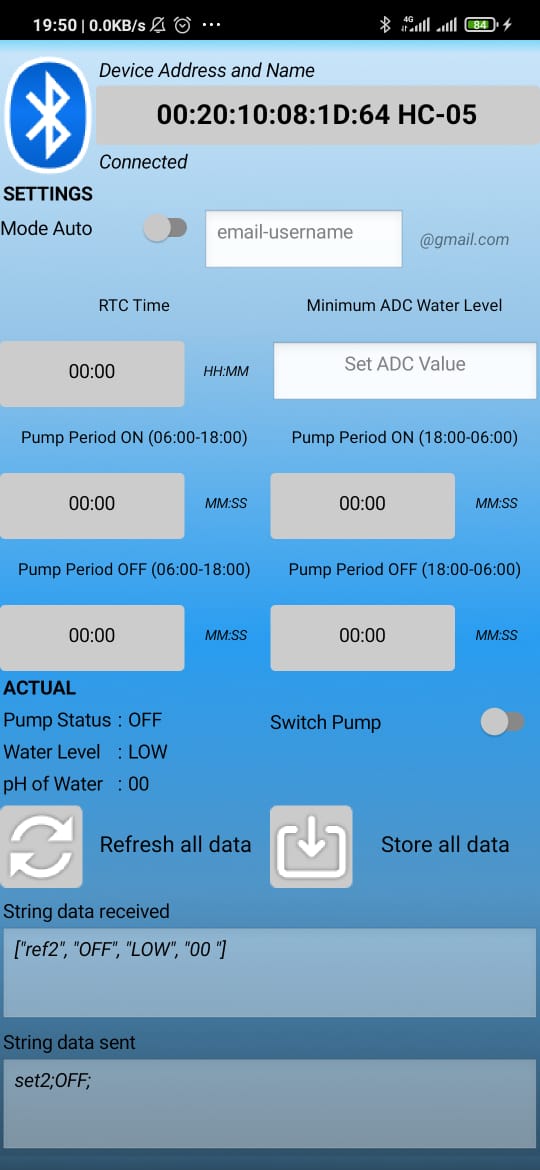 19:50 | 0.0KB/s ...
4G 84
Device Address and Name
00:20:10:08:1D:64 HC-05
Connected
SETTINGS
Mode Auto email-username @gmail.com
RTC Time Minimum ADC Water Level
00:00 HH:MM Set ADC Value
Pump Period ON (06:00-18:00) Pump Period ON (18:00-06:00)
00:00 MM:SS 00:00 MM:SS
Pump Period OFF (06:00-18:00) Pump Period OFF (18:00-06:00)
00:00 MM:SS 00:00 MM:SS
ACTUAL
Pump Status : OFF Switch Pump
Water Level : LOW
pH of Water : 00
Refresh all data Store all data
String data received
["ref2", "OFF", "LOW", "00 "]
String data sent
set2;OFF;